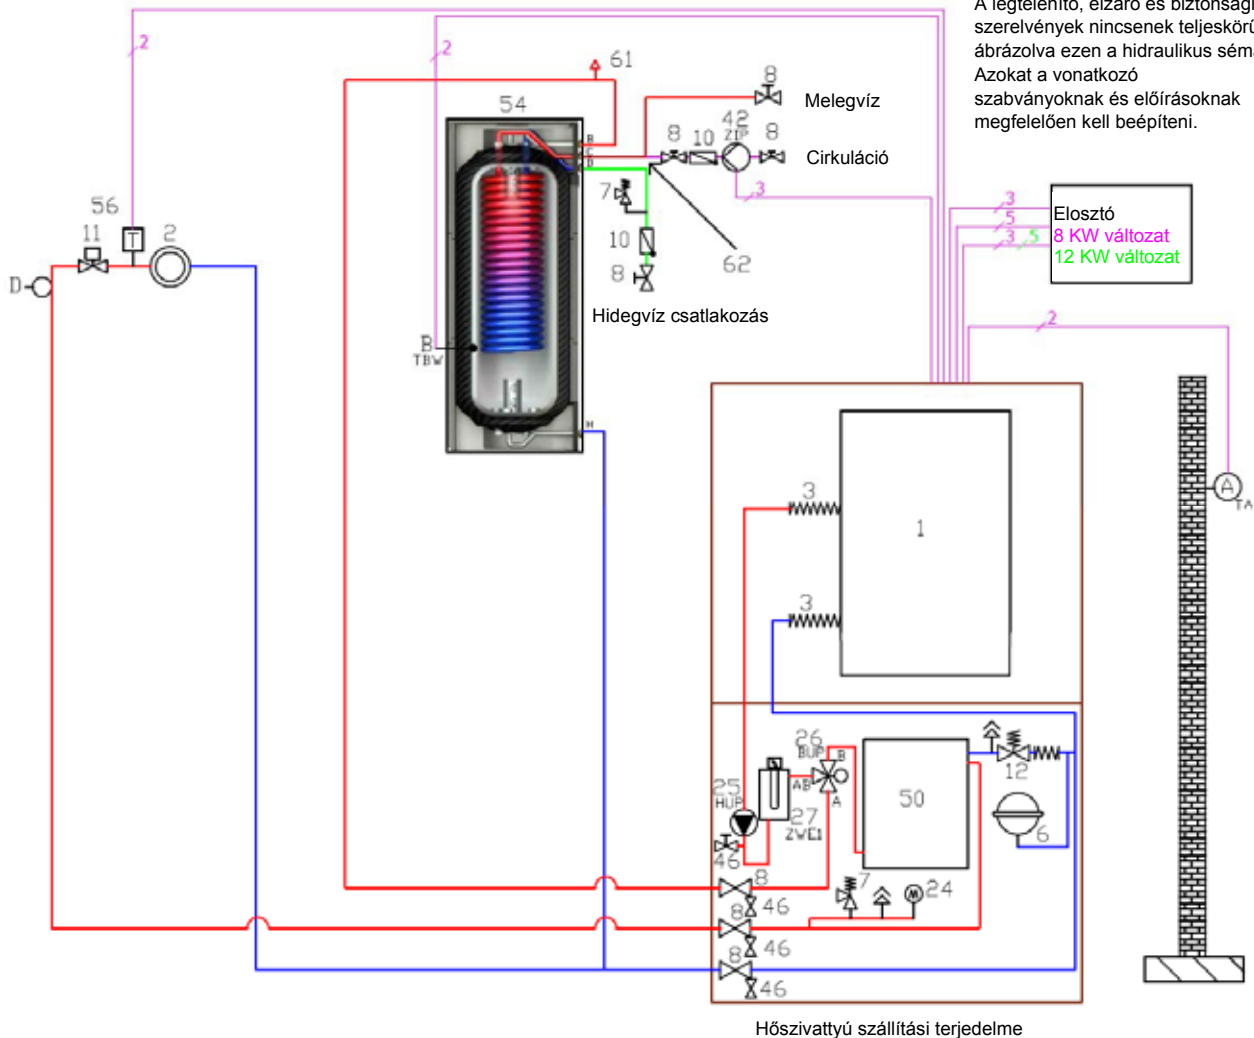 A légtelenítő, elzáró és biztonsági
szerelvények nincsenek teljeskörű
ábrázolva ezen a hidraulikus sém
Azokat a vonatkozó
szabványoknak és előírásoknak
megfelelően kell beépíteni.
2
2
61
8
54
Melegvíz
42
ZIP
8
10
8
B
C
D
Cirkuláció
7
3
56
11
2
T
10
62
8
D
Hidegvíz csatlakozás
3
5
3
5
Elosztó
8 KW változat
12 KW változat
B
TBW
2
H
A
TA
3
1
3
26
BUP
B
AB
A
25
HUP
27
ZWE1
50
12
6
46
8
46
7
24
M
8
46
8
46
Hőszivattyú szállítási terjedelme